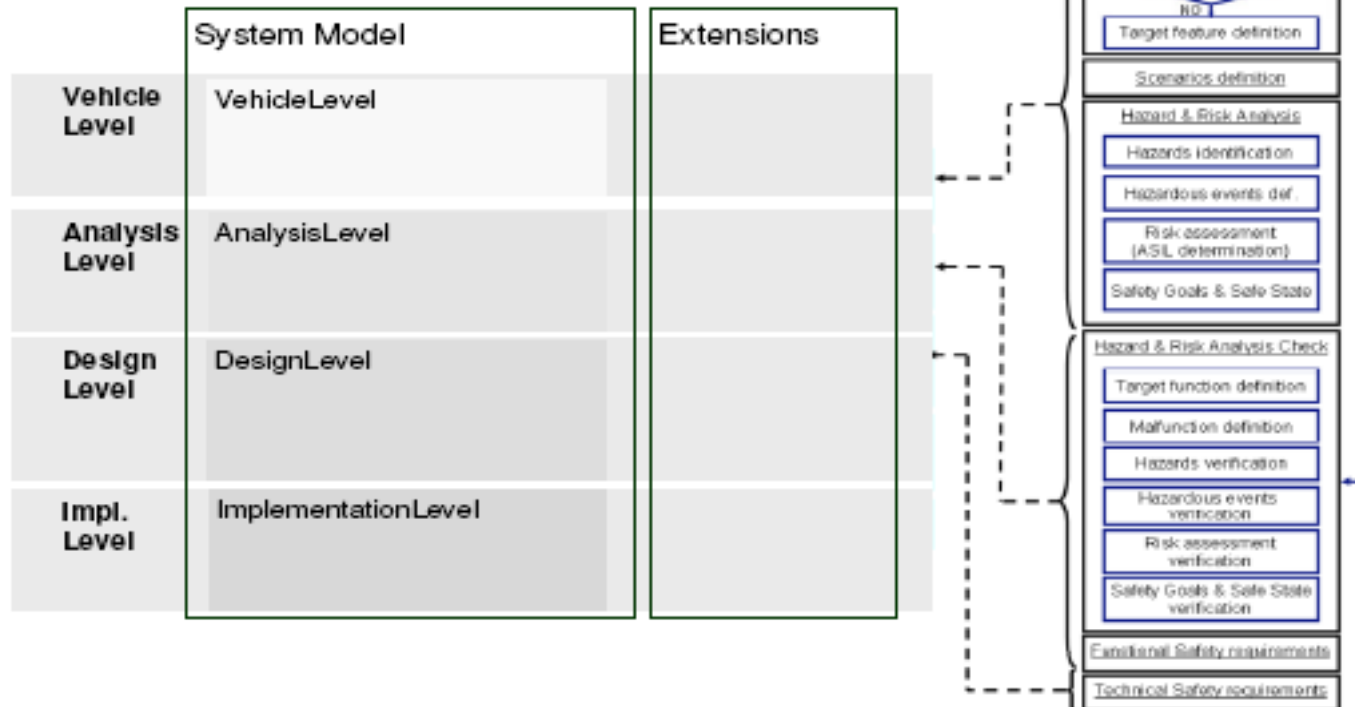 System Model
Extensions
Vehicle
Level
VehicleLevel
Analysis
Level
AnalysisLevel
Design
Level
DesignLevel
Impl.
Level
ImplementationLevel
NO
Target feature definition
Scenarios definition
Hazard & Risk Analysis
Hazards identification
Hazardous events def.
Risk assessment
(ASIL determination)
Safety Goals & Safe State
Hazard & Risk Analysis Check
Target function definition
Malfunction definition
Hazards verification
Hazardous events
verification
Risk assessment
verification
Safety Goals & Safe State
verification
Functional Safety requirements
Technical Safety requirements